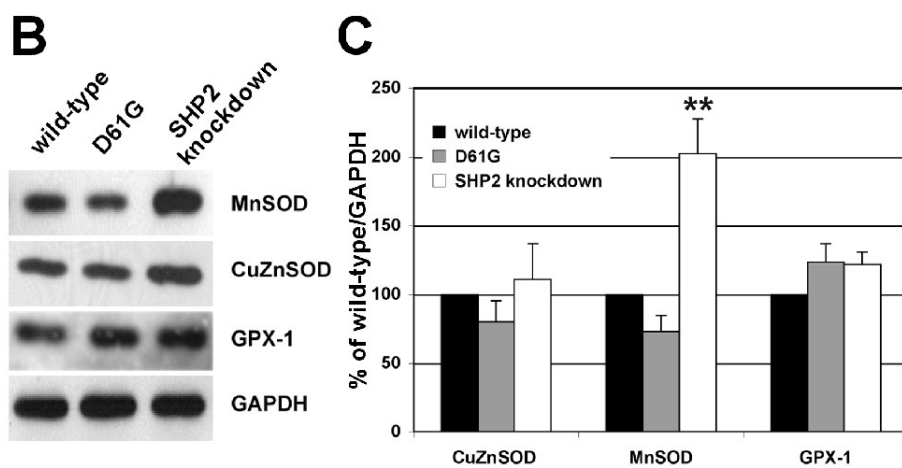 B
wild-type
D61G
SHP2
knockdown
MnSOD
CuZnSOD
GPX-1
GAPDH
C
% of wild-type/GAPDH
250
200
150
100
50
0
**
wild-type
D61G
SHP2 knockdown
CuZnSOD
MnSOD
GPX-1